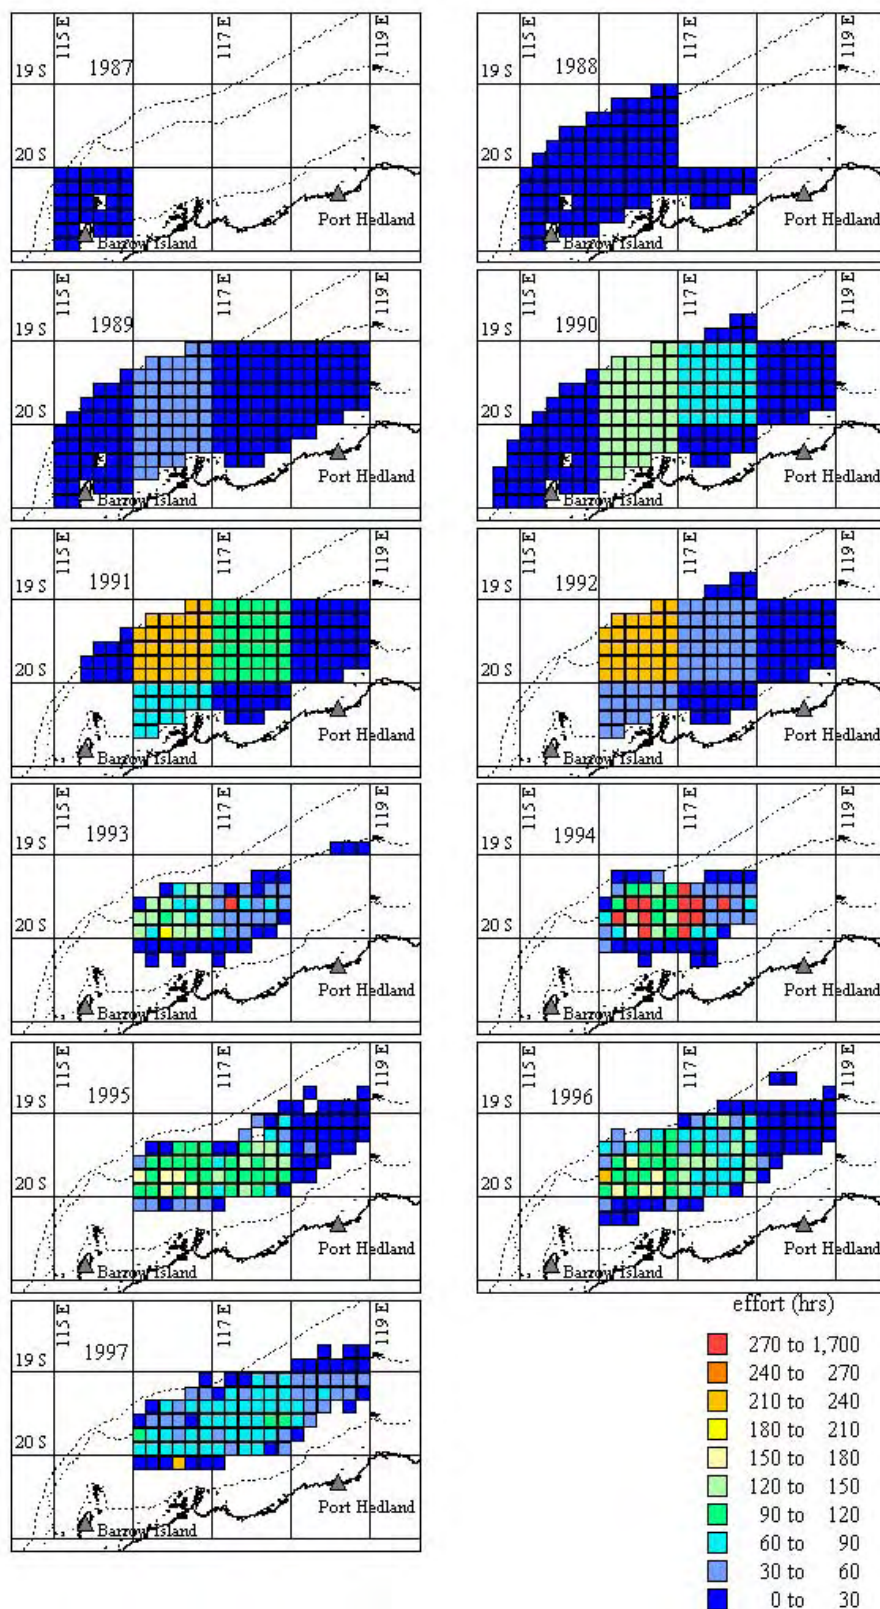 115 E
117 E
119 E
19 S
1987
20 S
Port Hedland
Barrow Island
115 E
117 E
119 E
19 S
1988
20 S
Port Hedland
Barrow Island
115 E
117 E
119 E
19 S
1989
20 S
Port Hedland
Barrow Island
115 E
117 E
119 E
19 S
1990
20 S
Port Hedland
Barrow Island
115 E
117 E
119 E
19 S
1991
20 S
Port Hedland
Barrow Island
115 E
117 E
119 E
19 S
1992
20 S
Port Hedland
Barrow Island
115 E
117 E
119 E
19 S
1993
20 S
Port Hedland
Barrow Island
115 E
117 E
119 E
19 S
1994
20 S
Port Hedland
Barrow Island
115 E
117 E
119 E
19 S
1995
20 S
Port Hedland
Barrow Island
115 E
117 E
119 E
19 S
1996
20 S
Port Hedland
Barrow Island
115 E
117 E
119 E
19 S
1997
20 S
Port Hedland
Barrow Island
effort (hrs)
270 to 1,700
240 to 270
210 to 240
180 to 210
150 to 180
120 to 150
90 to 120
60 to 90
30 to 60
0 to 30